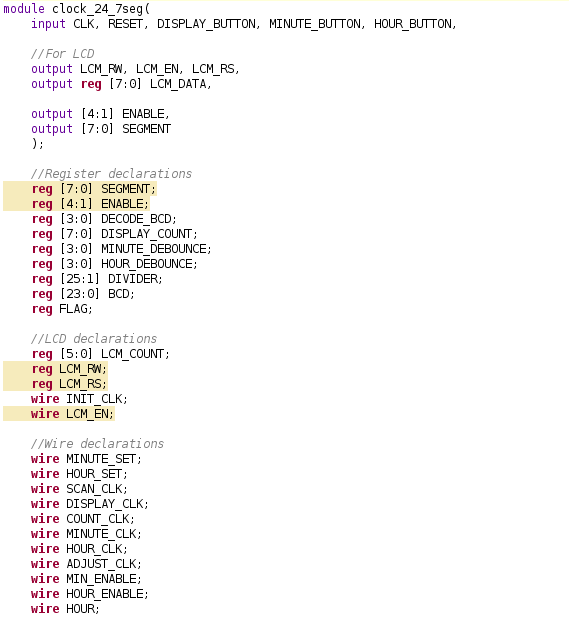 module clock_24_7seg(
    input CLK, RESET, DISPLAY_BUTTON, MINUTE_BUTTON, HOUR_BUTTON,
    //For LCD
    output LCM_RW, LCM_EN, LCM_RS,
    output reg [7:0] LCM_DATA,
    output [4:1] ENABLE,
    output [7:0] SEGMENT
    );
    //Register declarations
    reg [7:0] SEGMENT;
    reg [4:1] ENABLE;
    reg [3:0] DECODE_BCD;
    reg [7:0] DISPLAY_COUNT;
    reg [3:0] MINUTE_DEBOUNCE;
    reg [3:0] HOUR_DEBOUNCE;
    reg [25:1] DIVIDER;
    reg [23:0] BCD;
    reg FLAG;
    //LCD declarations
    reg [5:0] LCM_COUNT;
    reg LCM_RW;
    reg LCM_RS;
    wire INIT_CLK;
    wire LCM_EN;
    //Wire declarations
    wire MINUTE_SET;
    wire HOUR_SET;
    wire SCAN_CLK;
    wire DISPLAY_CLK;
    wire COUNT_CLK;
    wire MINUTE_CLK;
    wire HOUR_CLK;
    wire ADJUST_CLK;
    wire MIN_ENABLE;
    wire HOUR_ENABLE;
    wire HOUR;